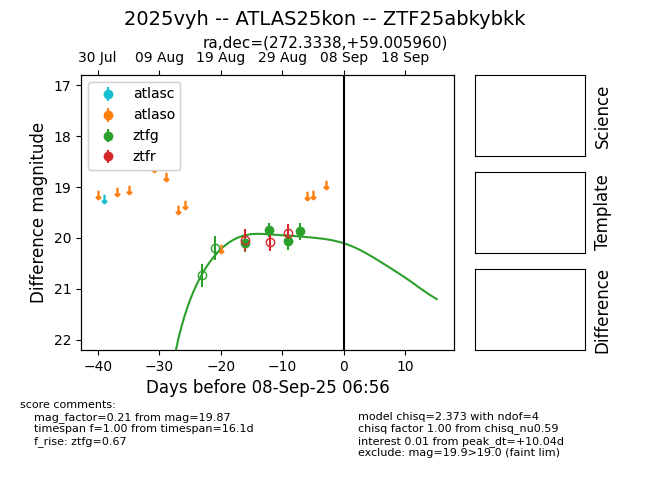 2025vyh -- ATLAS25kon -- ZTF25abkybkk
ra,dec=(272.3338,+59.005960)
30 Jul 09 Aug 19 Aug 29 Aug 08 Sep 18 Sep
atlasc
atlaso
ztfg
ztfr
Difference magnitude
17
18
19
20
21
22
−40 −30 −20 −10 0 10
Days before 08-Sep-25 06:56
Science
Template
Difference
score comments:
mag_factor=0.21 from mag=19.87
timespan f=1.00 from timespan=16.1d
f_rise: ztfg=0.67
model chisq=2.373 with ndof=4
chisq factor 1.00 from chisq_nu0.59
interest 0.01 from peak_dt=+10.04d
exclude: mag=19.9>19.0 (faint lim)